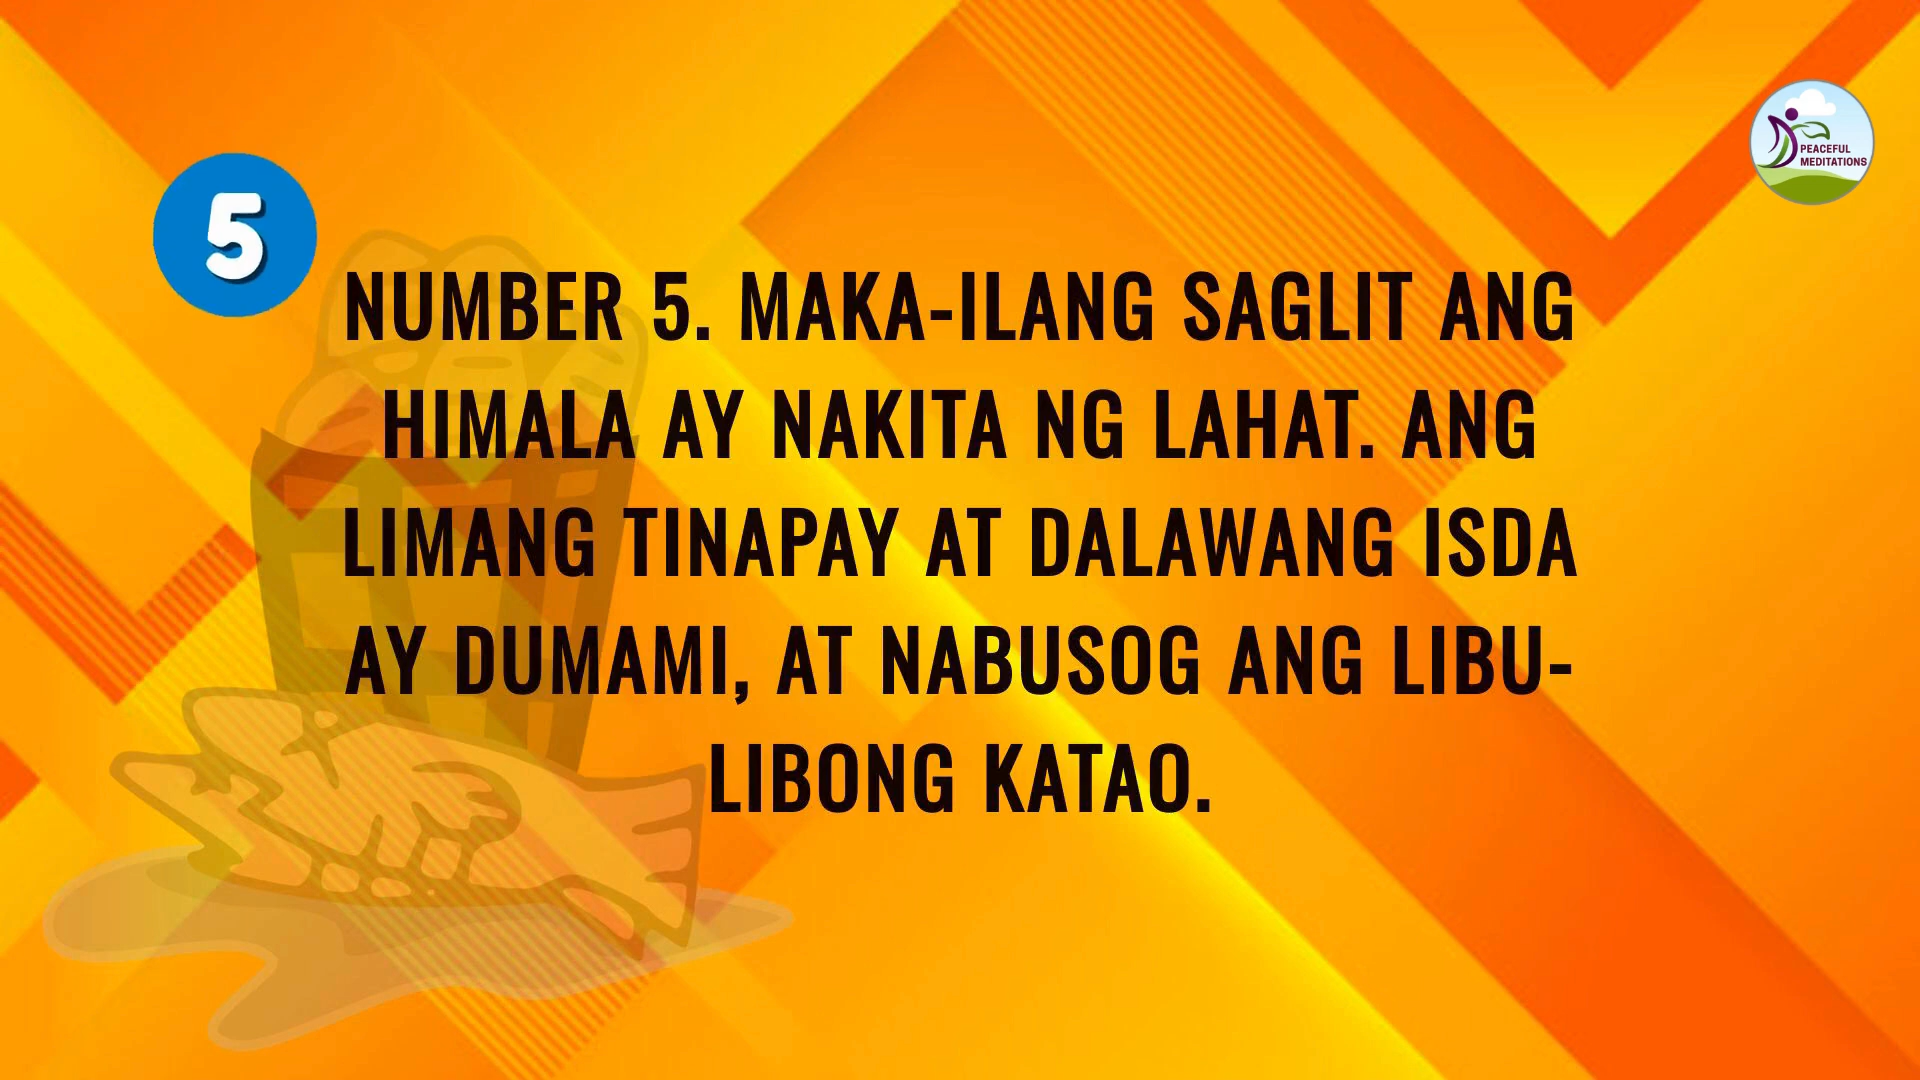 5
PEACEFUL
MEDITATIONS
NUMBER 5. MAKA-ILANG SAGLIT ANG
HIMALA AY NAKITA NG LAHAT. ANG
LIMANG TINAPAY AT DALAWANG ISDA
AY DUMAMI, AT NABUSOG ANG LIBU-
LIBONG KATAO.